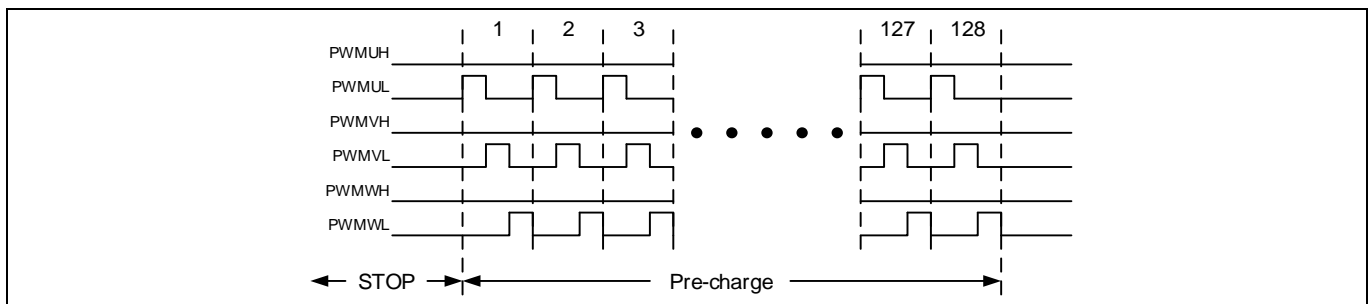 1 2 3 127 128
PWMUH
PWMUL
PWMVH
PWMVL
PWMWH
PWMWL
STOP Pre-charge